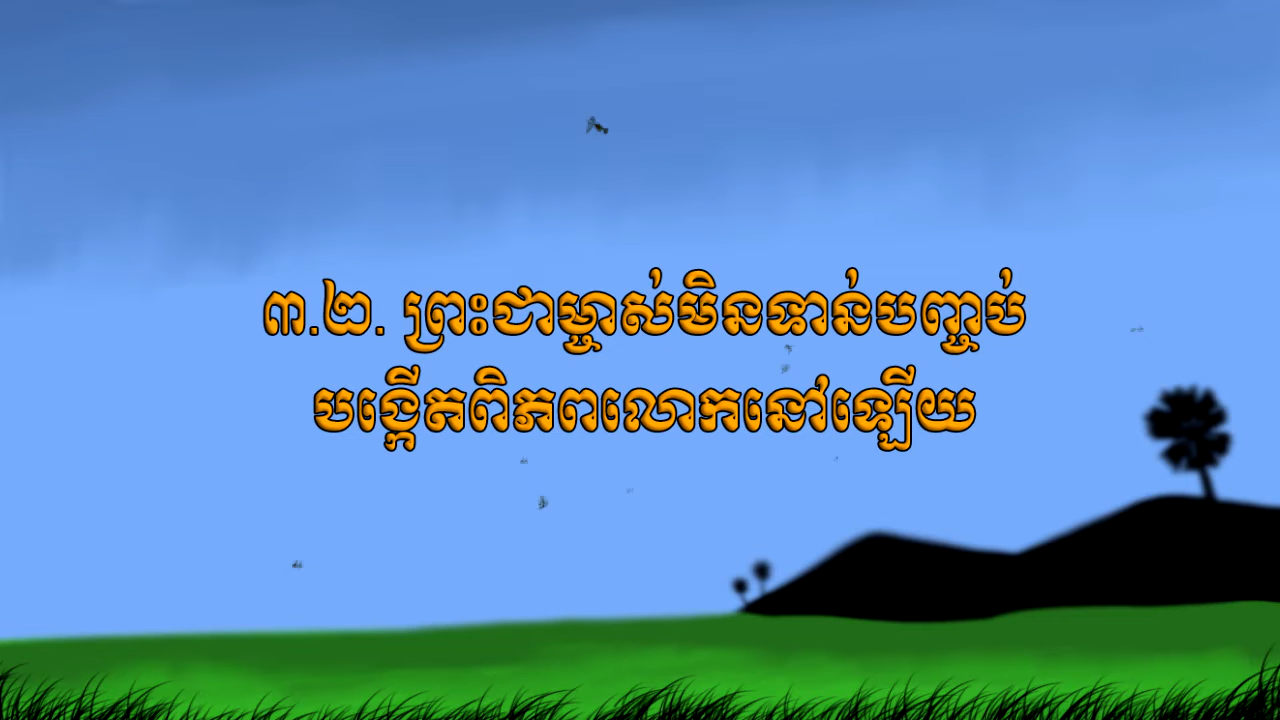 ៣.២. ព្រះជាម្ចាស់មិនទាន់បញ្ចប់
បង្កើតពិភពលោកនៅឡើយ